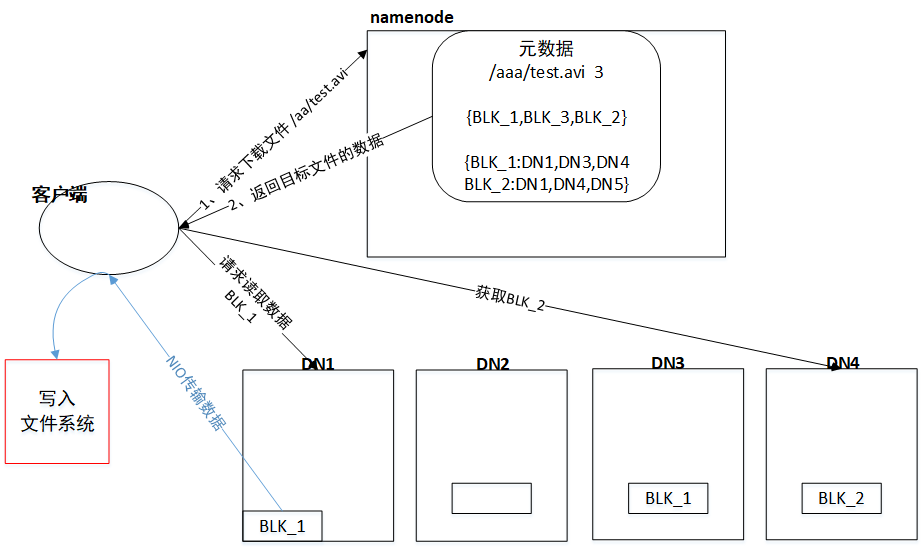 namenode
元数据
/aaa/test.avi 3
{BLK_1,BLK_3,BLK_2}
{BLK_1:DN1,DN3,DN4
BLK_2:DN1,DN4,DN5}
1、请求下载文件 /aa/test.avi
2、返回目标文件的数据
客户端
请求读取数据
BLK_1
获取BLK_2
NIO传输数据
写入
文件系统
DN1
DN2
DN3
DN4
BLK_1
BLK_1
BLK_2